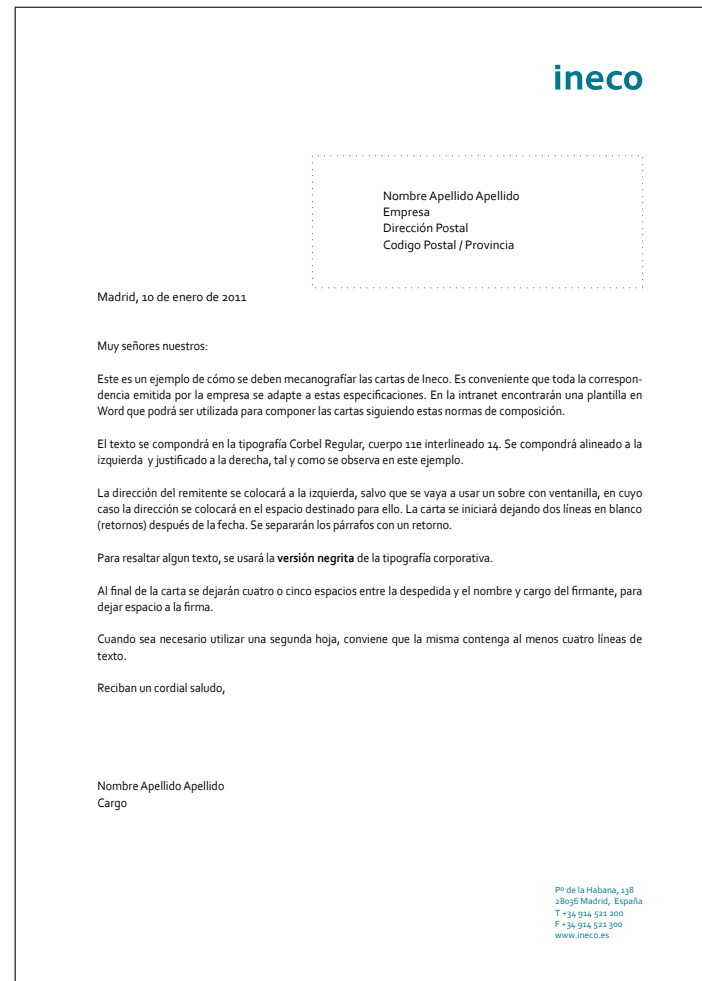 ineco
Nombre Apellido Apellido
Empresa
Dirección Postal
Codigo Postal / Provincia
Madrid, 10 de enero de 2011
Muy señores nuestros:
Este es un ejemplo de cómo se deben mecanografíar las cartas de Ineco. Es conveniente que toda la correspon-
dencia emitida por la empresa se adapte a estas especificaciones. En la intranet encontrarán una plantilla en
Word que podrá ser utilizada para componer las cartas siguiendo estas normas de composición.
El texto se compondrá en la tipografía Corbel Regular, cuerpo 11e interlineado 14. Se compondrá alineado a la
izquierda y justificado a la derecha, tal y como se observa en este ejemplo.
La dirección del remitente se colocará a la izquierda, salvo que se vaya a usar un sobre con ventanilla, en cuyo
caso la dirección se colocará en el espacio destinado para ello. La carta se iniciará dejando dos líneas en blanco
(retornos) después de la fecha. Se separarán los párrafos con un retorno.
Para resaltar algun texto, se usará la versión negrita de la tipografía corporativa.
Al final de la carta se dejarán cuatro o cinco espacios entre la despedida y el nombre y cargo del firmante, para
dejar espacio a la firma.
Cuando sea necesario utilizar una segunda hoja, conviene que la misma contenga al menos cuatro líneas de
texto.
Reciban un cordial saludo,
Nombre Apellido Apellido
Cargo
Pº de la Habana, 138
28036 Madrid, España
T +34 914 521 200
F +34 914 521 300
www.ineco.es